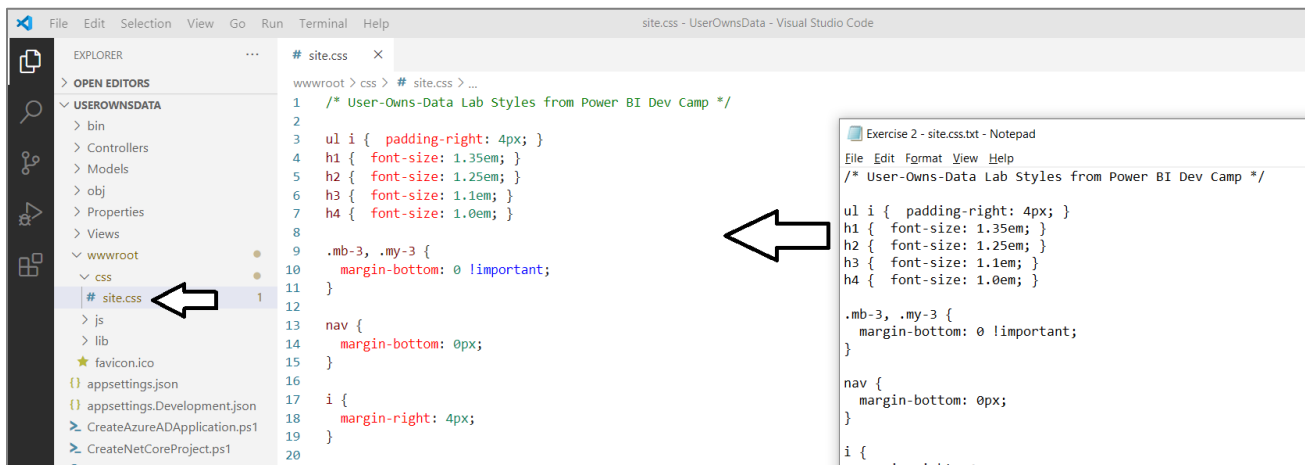 File Edit Selection View Go Run Terminal Help
site.css - UserOwnsData - Visual Studio Code
EXPLORER ...
> OPEN EDITORS
USEROWNSDATA
> bin
> Controllers
> Models
> obj
> Properties
> Views
wwwroot
css
# site.css 1
> js
> lib
favicon.ico
{} appsettings.json
{} appsettings.Development.json
CreateAzureADApplication.ps1
CreateNetCoreProject.ps1
# site.css ×
wwwroot > css > # site.css > ...
1 /* User-Owns-Data Lab Styles from Power BI Dev Camp */
2
3 ul i {  padding-right: 4px; }
4 h1 {  font-size: 1.35em; }
5 h2 {  font-size: 1.25em; }
6 h3 {  font-size: 1.1em; }
7 h4 {  font-size: 1.0em; }
8
9 .mb-3, .my-3 {
10   margin-bottom: 0 !important;
11 }
12
13 nav {
14   margin-bottom: 0px;
15 }
16
17 i {
18   margin-right: 4px;
19 }
20
Exercise 2 - site.css.txt - Notepad
File Edit Format View Help
/* User-Owns-Data Lab Styles from Power BI Dev Camp */
ul i {  padding-right: 4px; }
h1 {  font-size: 1.35em; }
h2 {  font-size: 1.25em; }
h3 {  font-size: 1.1em; }
h4 {  font-size: 1.0em; }
.mb-3, .my-3 {
  margin-bottom: 0 !important;
}
nav {
  margin-bottom: 0px;
}
i {